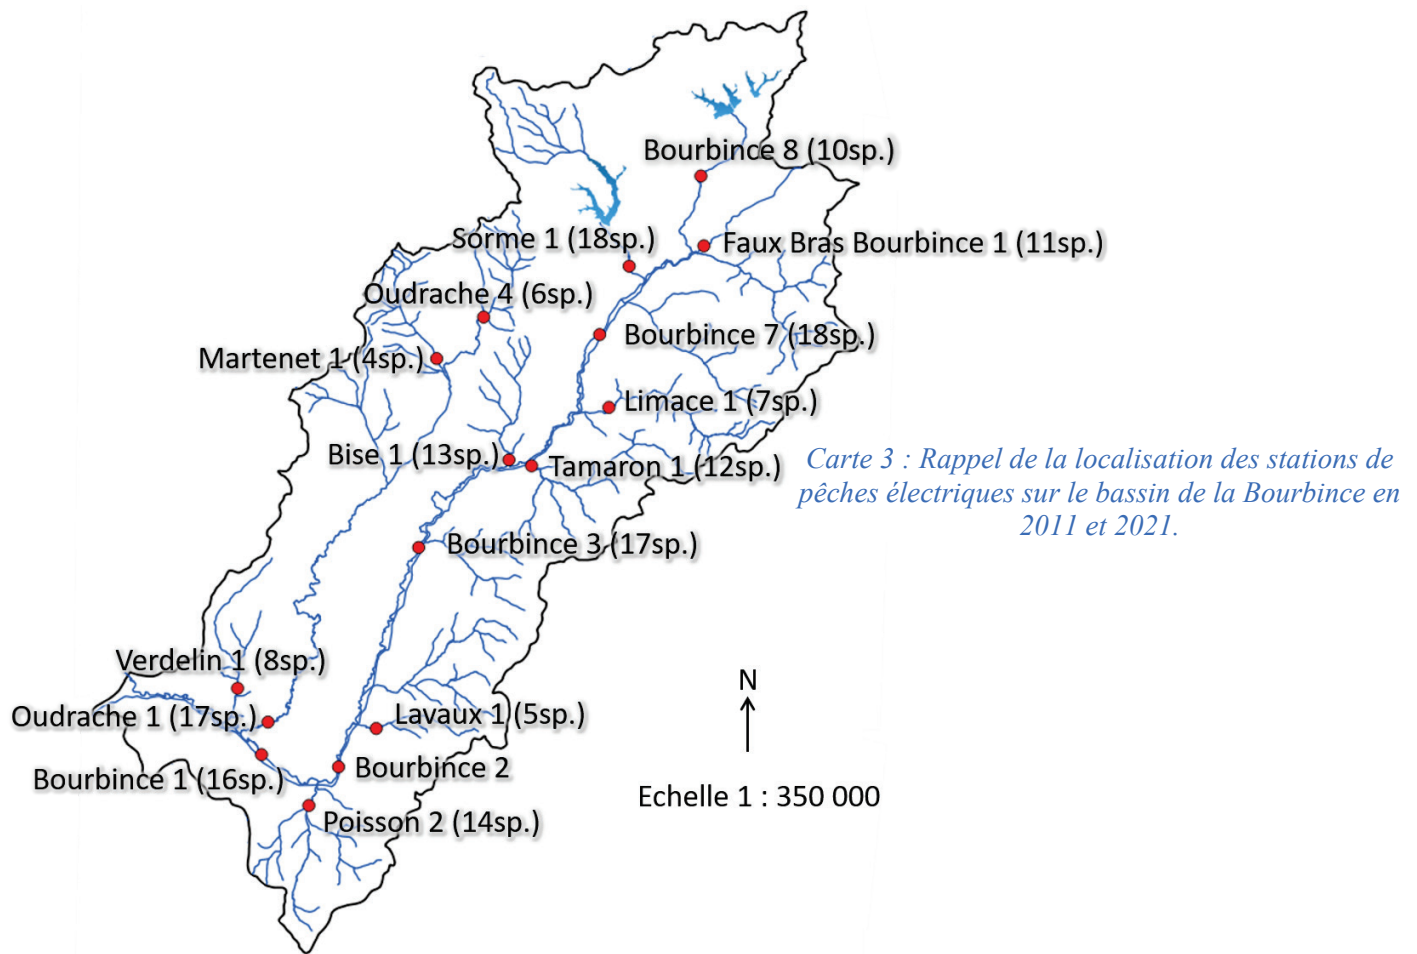 Bourbince 8 (10sp.)
Sorme 1 (18sp.)
Faux Bras Bourbince 1 (11sp.)
Oudrache 4 (6sp.)
Bourbince 7 (18sp.)
Martenet 1 (4sp.)
Limace 1 (7sp.)
Bise 1 (13sp.)
Tamaron 1 (12sp.)
Carte 3 : Rappel de la localisation des stations de
pêches électriques sur le bassin de la Bourbince en
2011 et 2021.
Bourbince 3 (17sp.)
Verdelin 1 (8sp.)
N
Oudrache 1 (17sp.)
Lavaux 1 (5sp.)
Bourbince 1 (16sp.)
Bourbince 2
Echelle 1 : 350 000
Poisson 2 (14sp.)